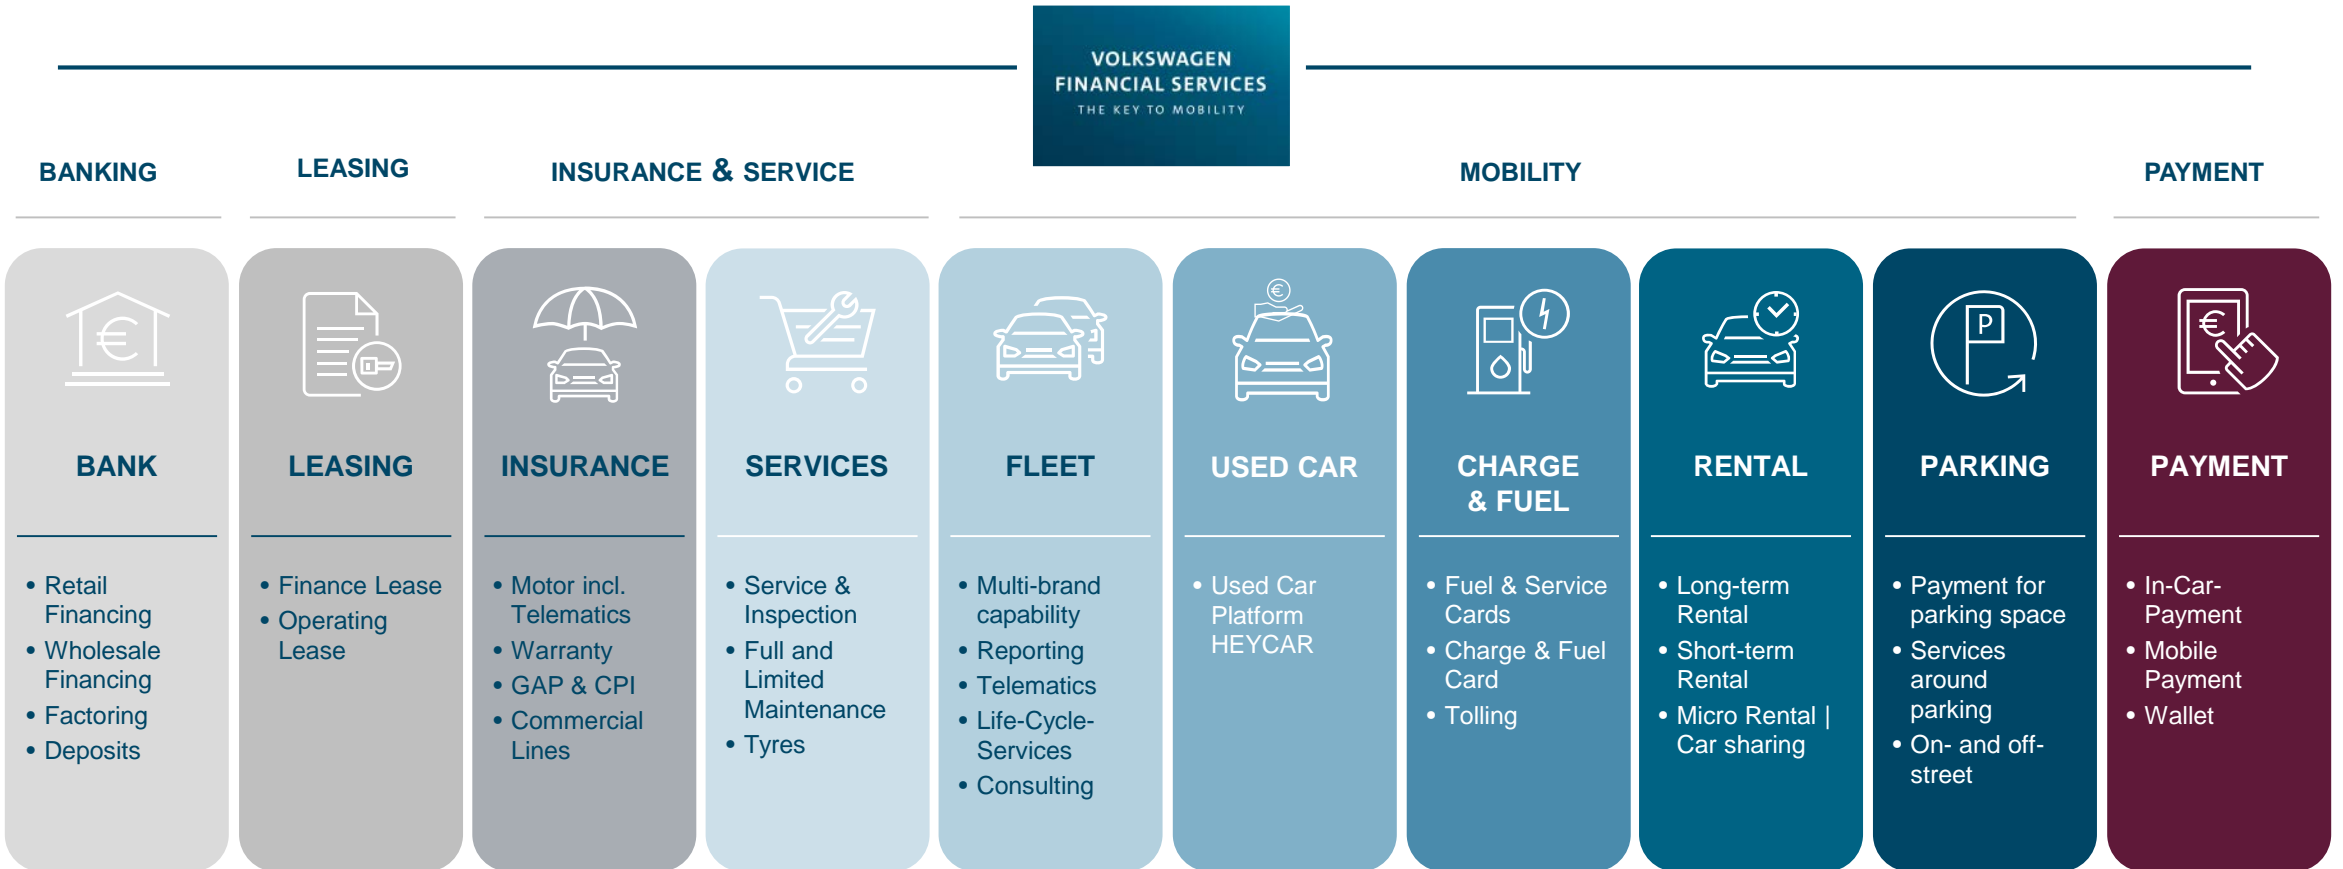 VOLKSWAGEN
FINANCIAL SERVICES
THE KEY TO MOBILITY
BANKING
LEASING
INSURANCE & SERVICE
MOBILITY
PAYMENT
€
BANK
• Retail
Financing
• Wholesale
Financing
• Factoring
• Deposits
LEASING
• Finance Lease
• Operating
Lease
INSURANCE
• Motor incl.
Telematics
• Warranty
• GAP & CPI
• Commercial
Lines
SERVICES
• Service &
Inspection
• Full and
Limited
Maintenance
• Tyres
FLEET
• Multi-brand
capability
• Reporting
• Telematics
• Life-Cycle-
Services
• Consulting
€
USED CAR
• Used Car
Platform
HEYCAR
CHARGE
& FUEL
• Fuel & Service
Cards
• Charge & Fuel
Card
• Tolling
RENTAL
• Long-term
Rental
• Short-term
Rental
• Micro Rental |
Car sharing
P
PARKING
• Payment for
parking space
• Services
around
parking
• On- and off-
street
€
PAYMENT
• In-Car-
Payment
• Mobile
Payment
• Wallet